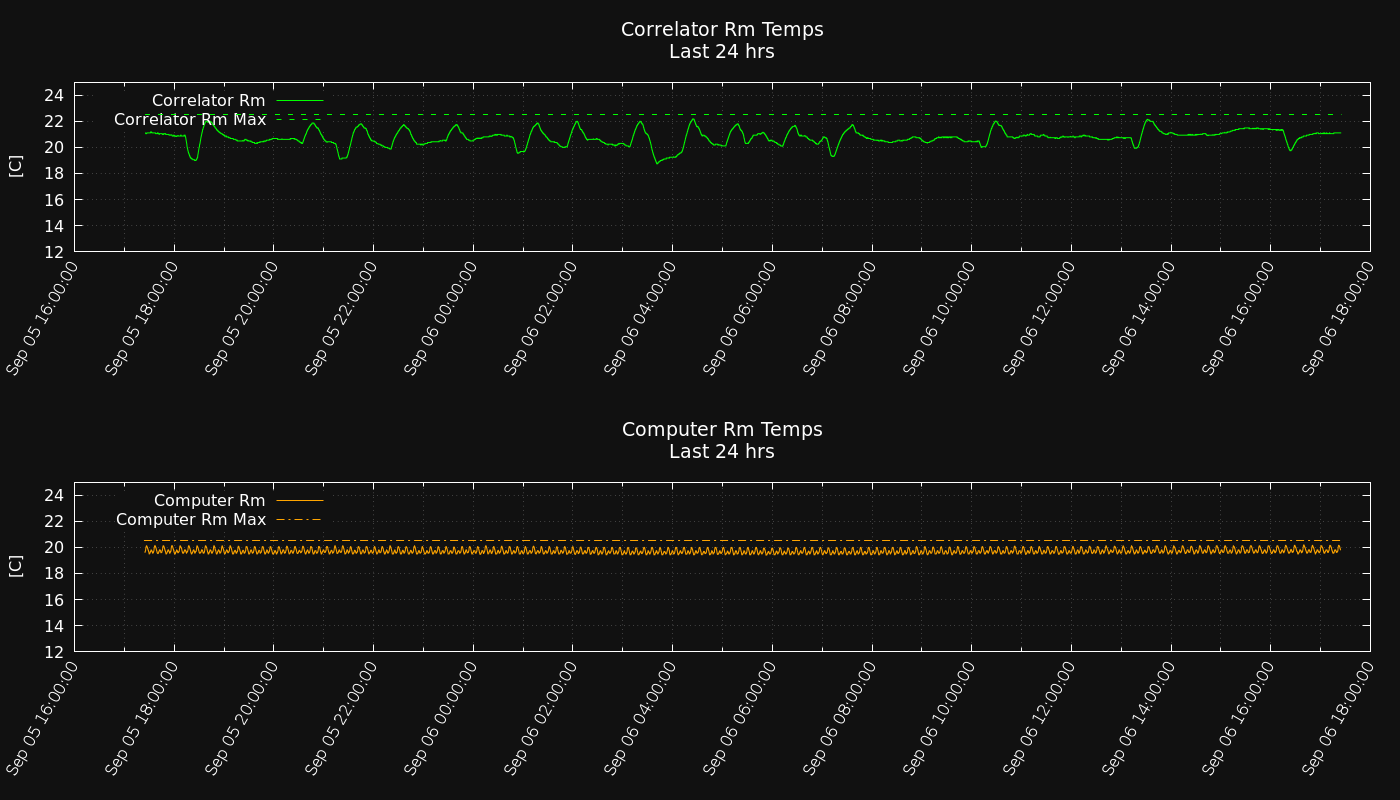 Correlator Rm Temps
Last 24 hrs
24
22
20
18
16
14
12
[C]
Correlator Rm
Correlator Rm Max
Sep 05 16:00:00
Sep 05 18:00:00
Sep 05 20:00:00
Sep 05 22:00:00
Sep 06 00:00:00
Sep 06 02:00:00
Sep 06 04:00:00
Sep 06 06:00:00
Sep 06 08:00:00
Sep 06 10:00:00
Sep 06 12:00:00
Sep 06 14:00:00
Sep 06 16:00:00
Sep 06 18:00:00
Computer Rm Temps
Last 24 hrs
24
22
20
18
16
14
12
[C]
Computer Rm
Computer Rm Max
Sep 05 16:00:00
Sep 05 18:00:00
Sep 05 20:00:00
Sep 05 22:00:00
Sep 06 00:00:00
Sep 06 02:00:00
Sep 06 04:00:00
Sep 06 06:00:00
Sep 06 08:00:00
Sep 06 10:00:00
Sep 06 12:00:00
Sep 06 14:00:00
Sep 06 16:00:00
Sep 06 18:00:00